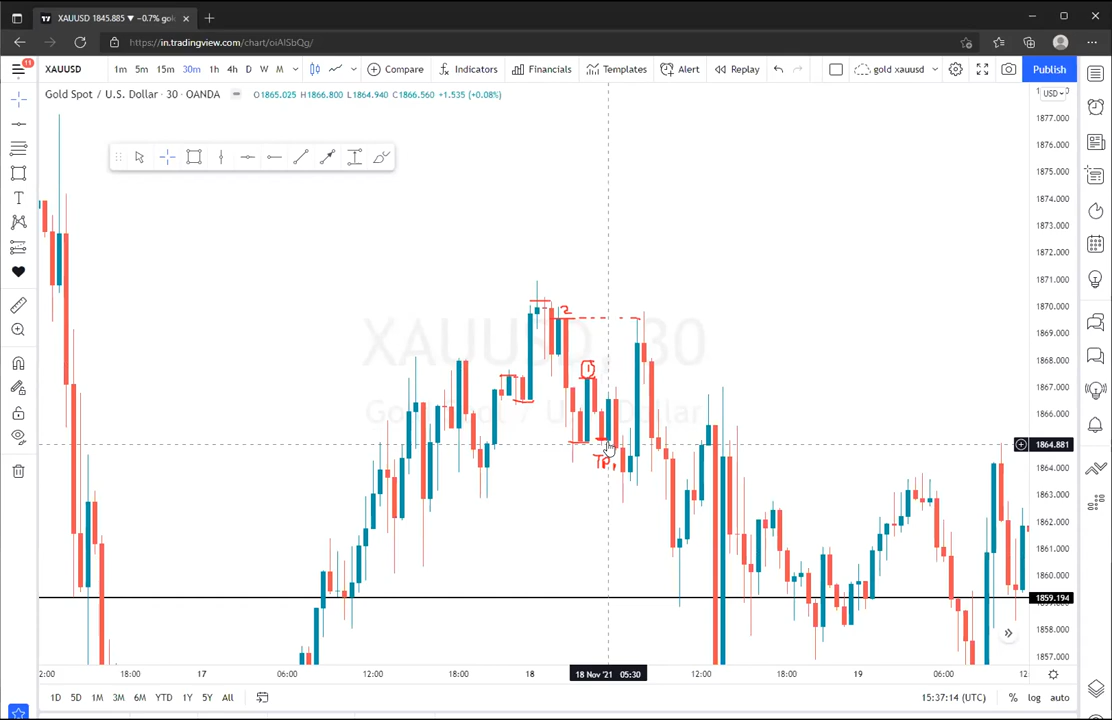 XAUUSD 1845.885 ▼ −0.7% gol
https://in.tradingview.com/chart/oiAlSbQg/
11
XAUUSD 1m 5m 15m 30m 1h 4h D W M Compare Indicators Financials Templates Alert Replay gold xauusd Publish
Gold Spot / U.S. Dollar · 30 · OANDA O1865.025 H1866.800 L1864.940 C1866.560 +1.535 (+0.08%)
USD
1877.000
1876.000
1875.000
1874.000
1873.000
1872.000
1871.000
1870.000
1869.000
1868.000
1867.000
1866.000
1864.881
1864.000
1863.000
1862.000
1861.000
1860.000
1859.194
1858.000
1857.000
XAUUSD, 30
Gold Spot / U.S. Dollar
2
1
TP1
2:00 18:00 17 06:00 12:00 18:00 18 18 Nov '21 05:30 12:00 18:00 19 06:00 12
1D 5D 1M 3M 6M YTD 1Y 5Y All 15:37:14 (UTC) % log auto